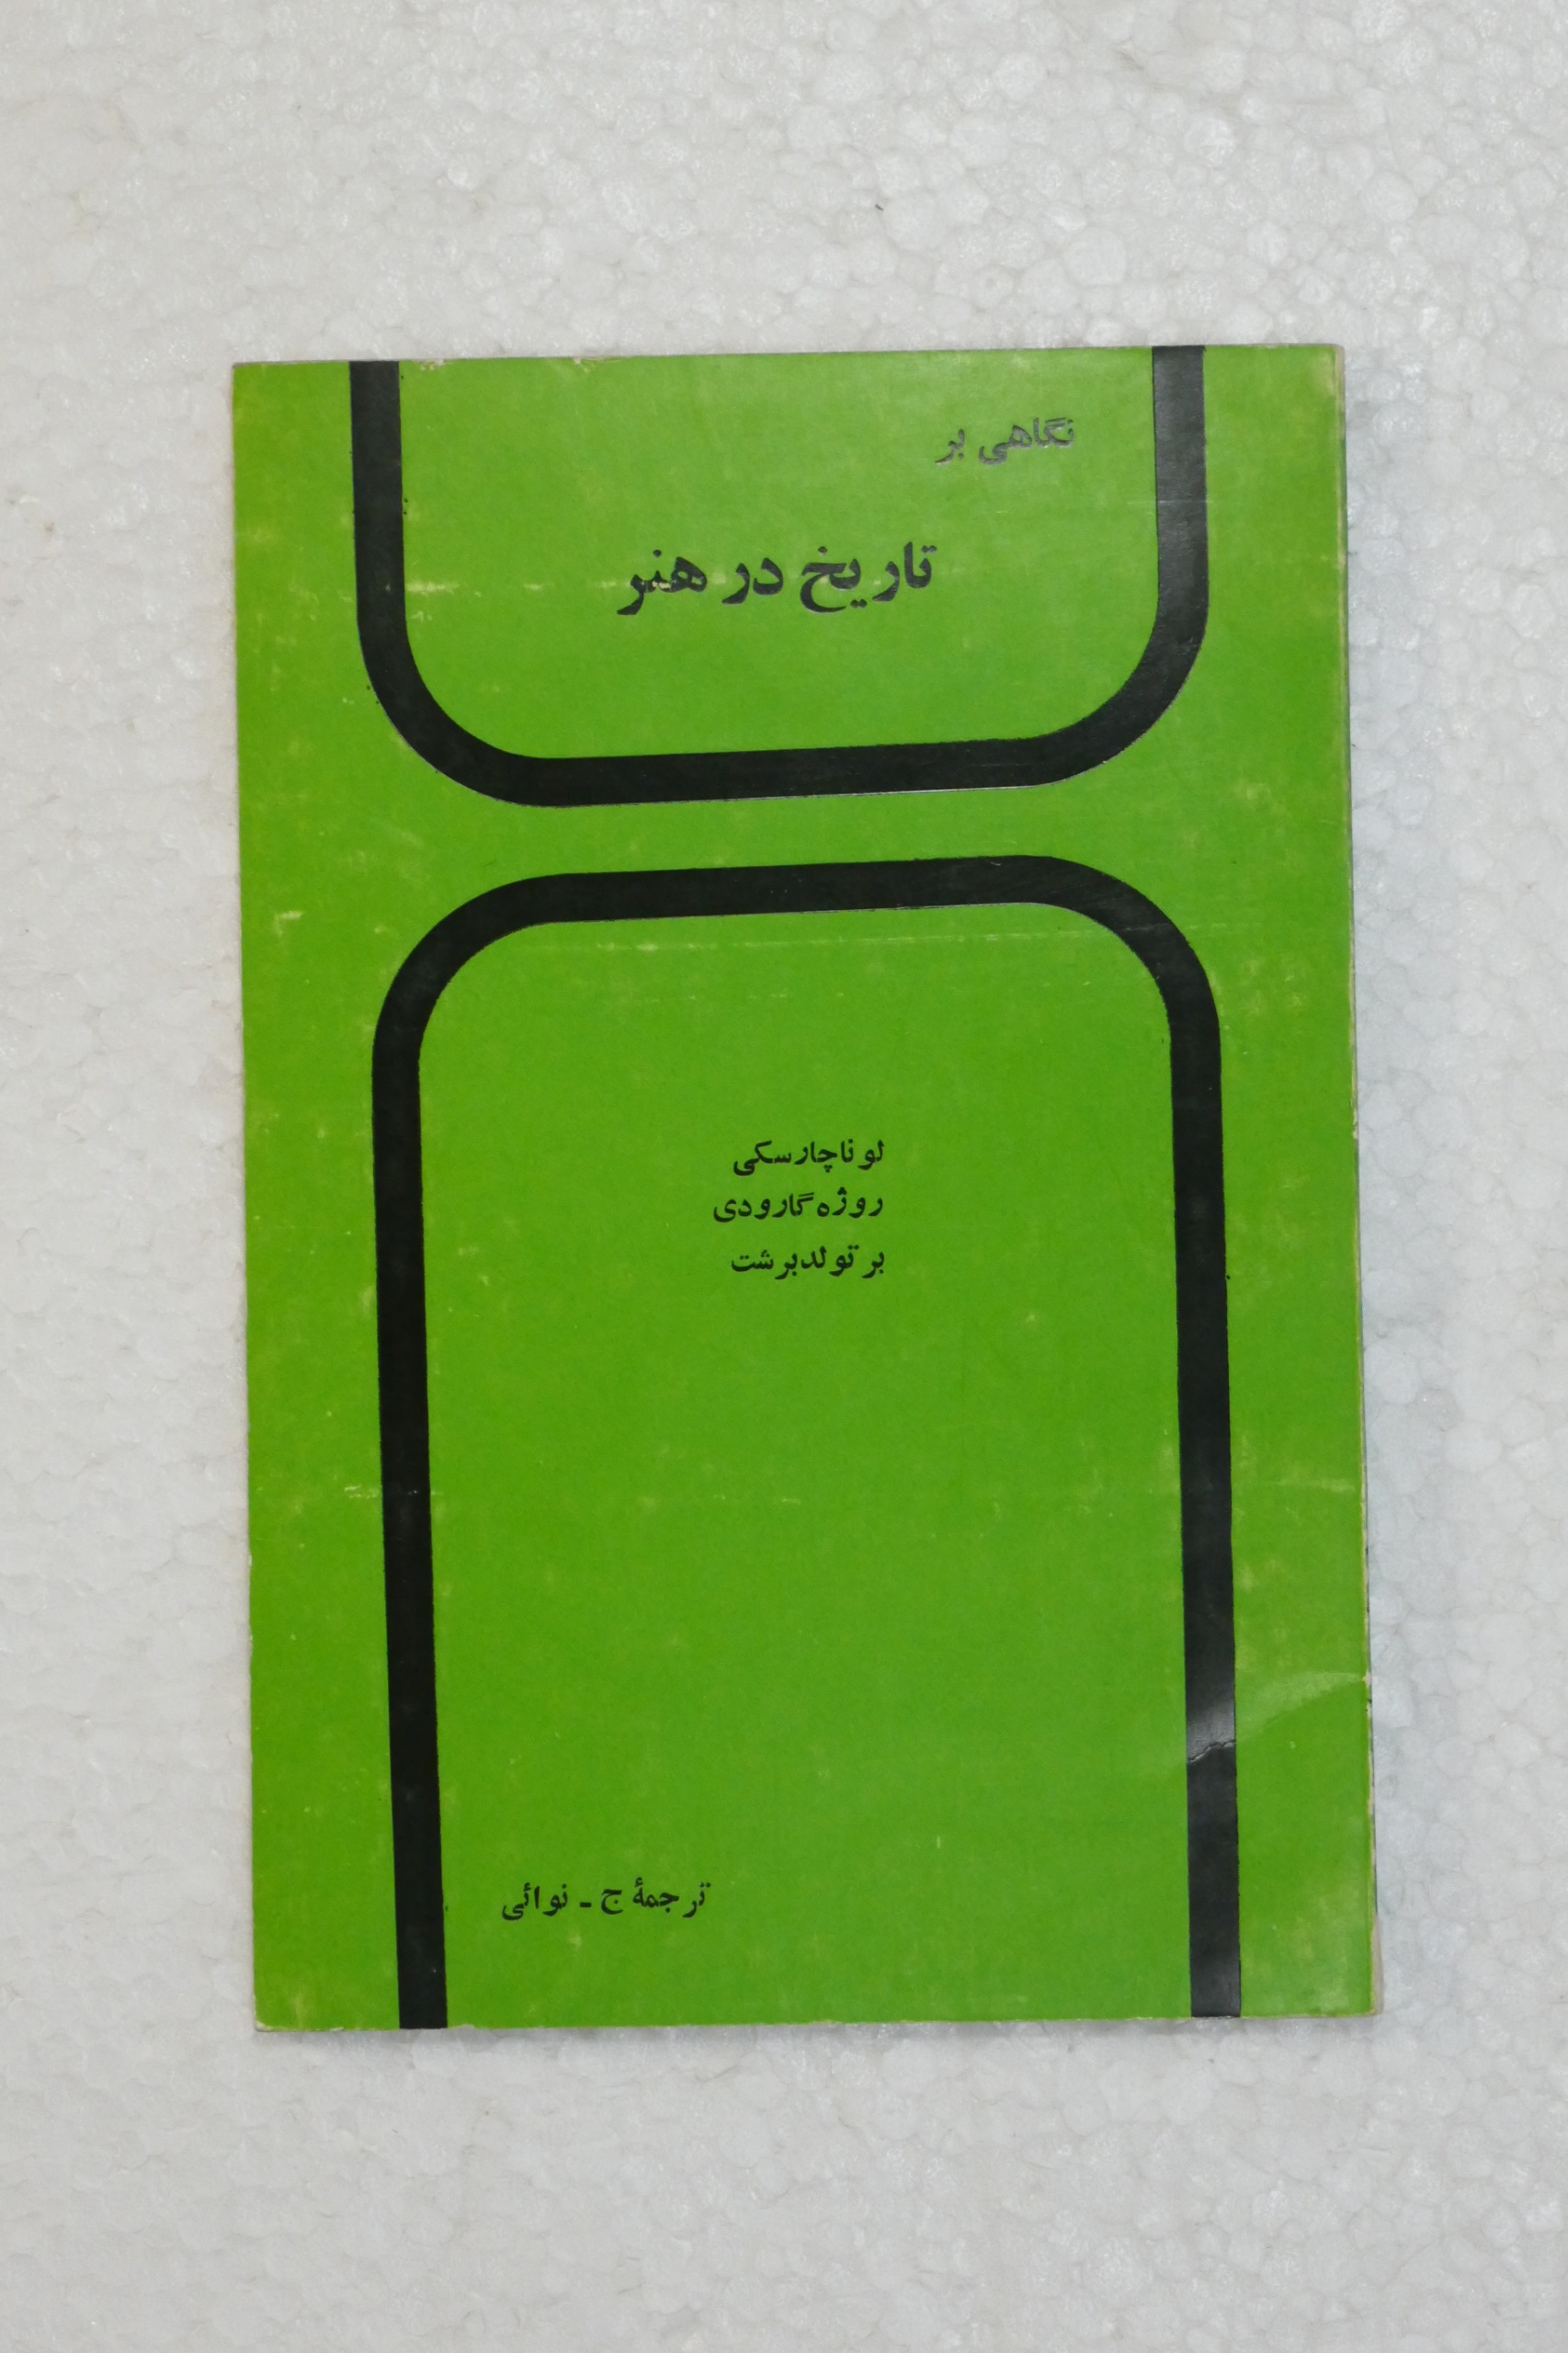 نگاهی بر
تاریخ در هنر
لوناچارسکی
روژه گارودی
برتولدبرشت
ترجمهٔ ج - نوائی